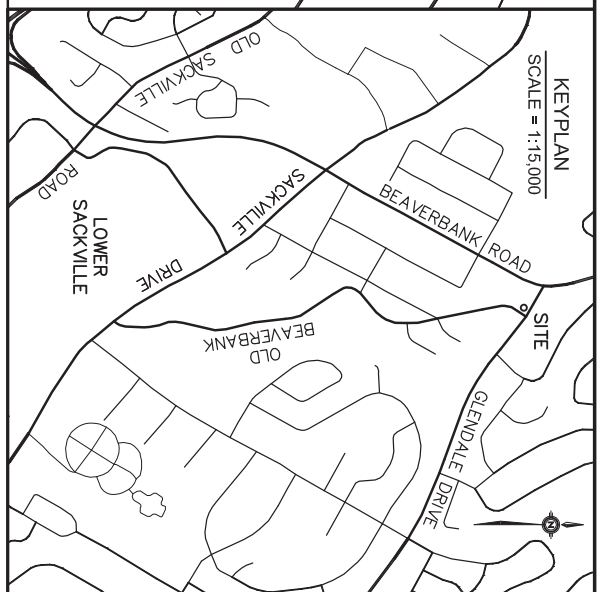 KEYPLAN
SCALE = 1:15,000
OLD
SACKVILLE
ROAD
SACKVILLE
DRIVE
LOWER
SACKVILLE
BEAVERBANK ROAD
OLD
BEAVERBANK
SITE
GLENDALE DRIVE
N